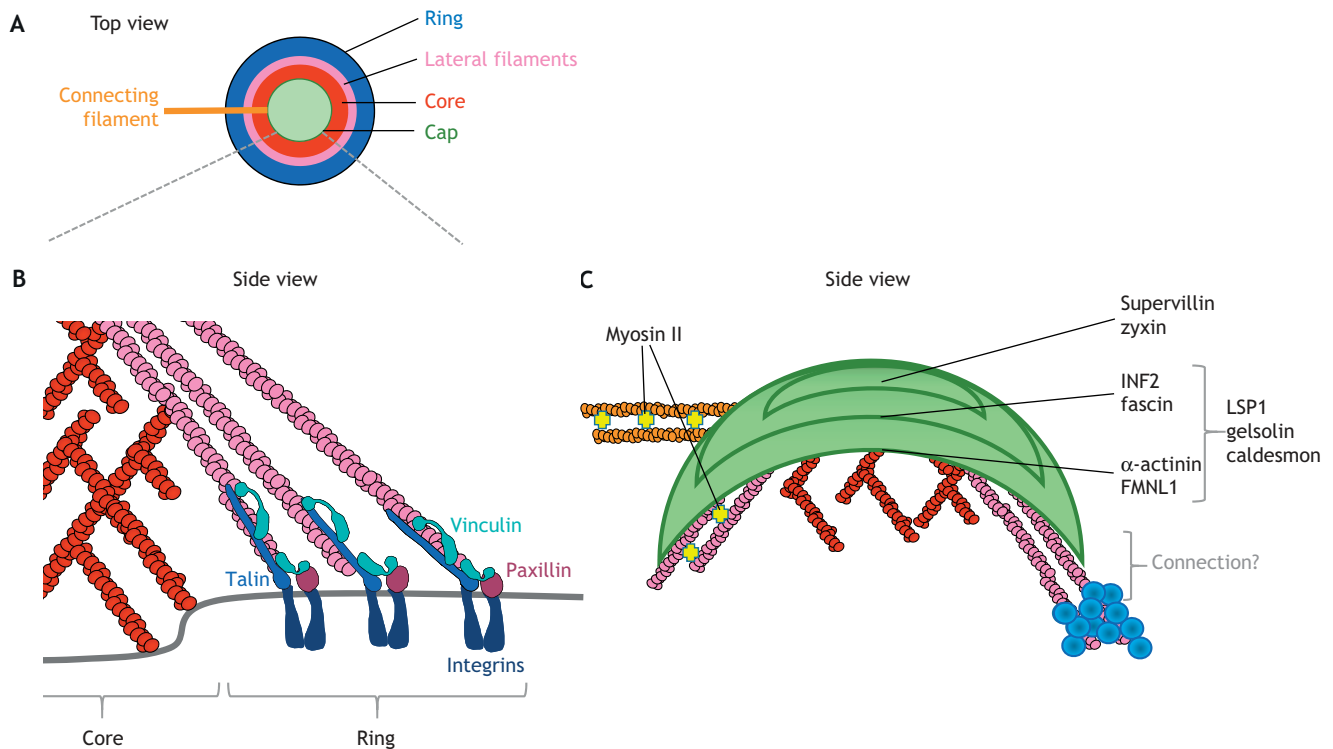 A
Top view
Ring
Lateral filaments
Connecting
filament
Core
Cap
B
Side view
Vinculin
Talin
Paxillin
Integrins
Core
Ring
C
Side view
Myosin II
Supervillin
zyxin
INF2
fascin
LSP1
gelsolin
caldesmon
α-actinin
FMNL1
Connection?